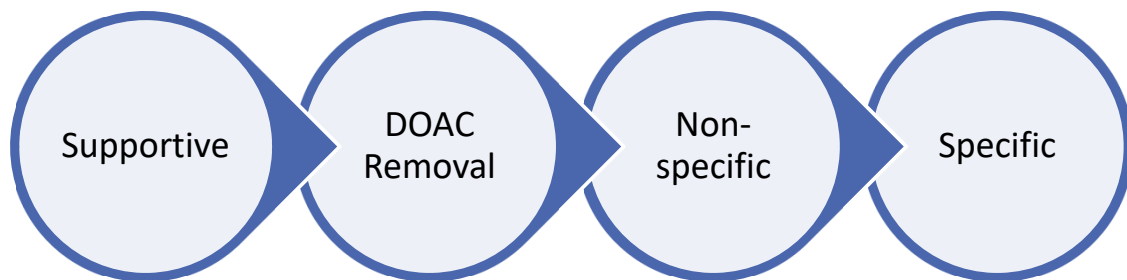 Supportive
DOAC
Removal
Non-
specific
Specific